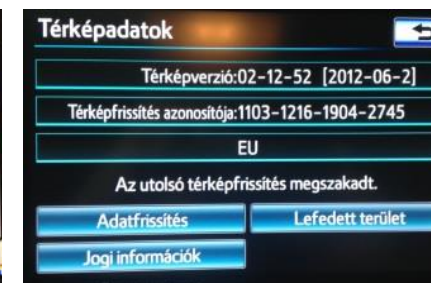 Térképadatok
Térképverzió:02-12-52 [2012-06-2]
Térképfrissítés azonosítója:1103-1216-1904-2745
EU
Az utolsó térképfrissítés megszakadt.
Adatfrissítés
Lefedett terület
Jogi információk